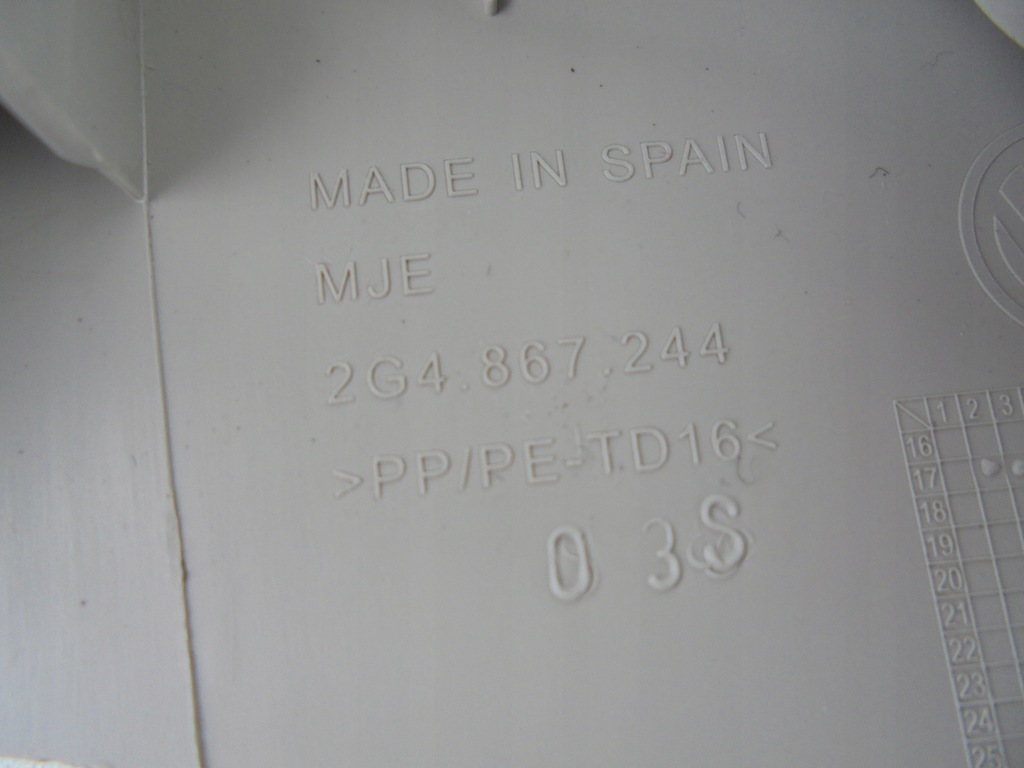 MADE IN SPAIN
MJE
2G4.867.244
>PP/PE-TD16<
0 3S
1 2 3
16
17
18
19
20
21
22
23
24
25